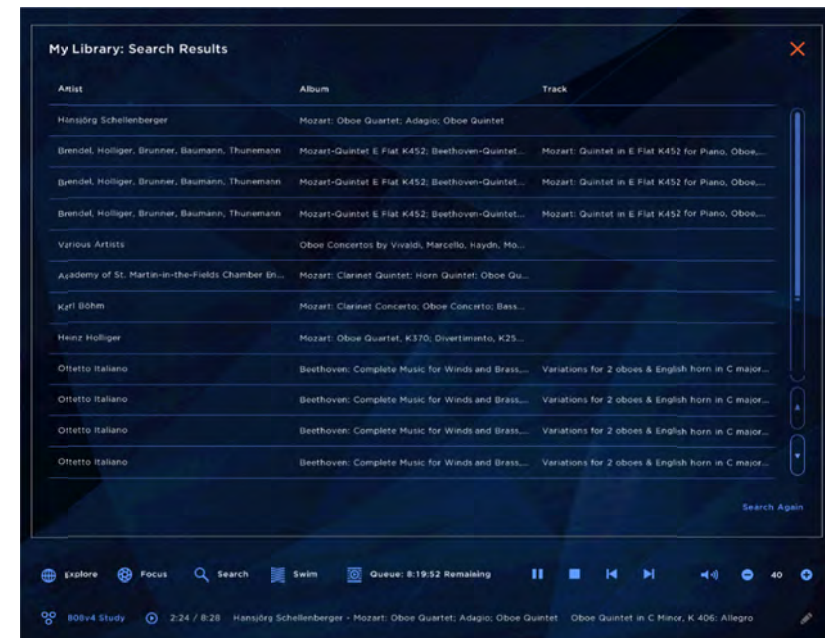 My Library: Search Results
Artist Album Track
Hansjörg Schellenberger Mozart: Oboe Quartet; Adagio; Oboe Quintet
Brendel, Holliger, Brunner, Baumann, Thunemann Mozart-Quintet E Flat K452; Beethoven-Quintet... Mozart: Quintet in E Flat K452 for Piano, Oboe,...
Brendel, Holliger, Brunner, Baumann, Thunemann Mozart-Quintet E Flat K452; Beethoven-Quintet... Mozart: Quintet in E Flat K452 for Piano, Oboe,...
Brendel, Holliger, Brunner, Baumann, Thunemann Mozart-Quintet E Flat K452; Beethoven-Quintet... Mozart: Quintet in E Flat K452 for Piano, Oboe,...
Various Artists Oboe Concertos by Vivaldi, Marcello, Haydn, Mo...
Academy of St. Martin-in-the-Fields Chamber En... Mozart: Clarinet Quintet; Horn Quintet; Oboe Qu...
Karl Böhm Mozart: Clarinet Concerto; Oboe Concerto; Bass...
Heinz Holliger Mozart: Oboe Quartet, K370; Divertimento, K25...
Ottetto Italiano Beethoven: Complete Music for Winds and Brass,... Variations for 2 oboes & English horn in C major...
Ottetto Italiano Beethoven: Complete Music for Winds and Brass,... Variations for 2 oboes & English horn in C major...
Ottetto Italiano Beethoven: Complete Music for Winds and Brass,... Variations for 2 oboes & English horn in C major...
Ottetto Italiano Beethoven: Complete Music for Winds and Brass,... Variations for 2 oboes & English horn in C major...
Search Again
Explore Focus Search Swim Queue: 8:19:52 Remaining 40
808v4 Study 2:24 / 8:28 Hansjörg Schellenberger - Mozart: Oboe Quartet; Adagio; Oboe Quintet Oboe Quintet in C Minor, K 406: Allegro